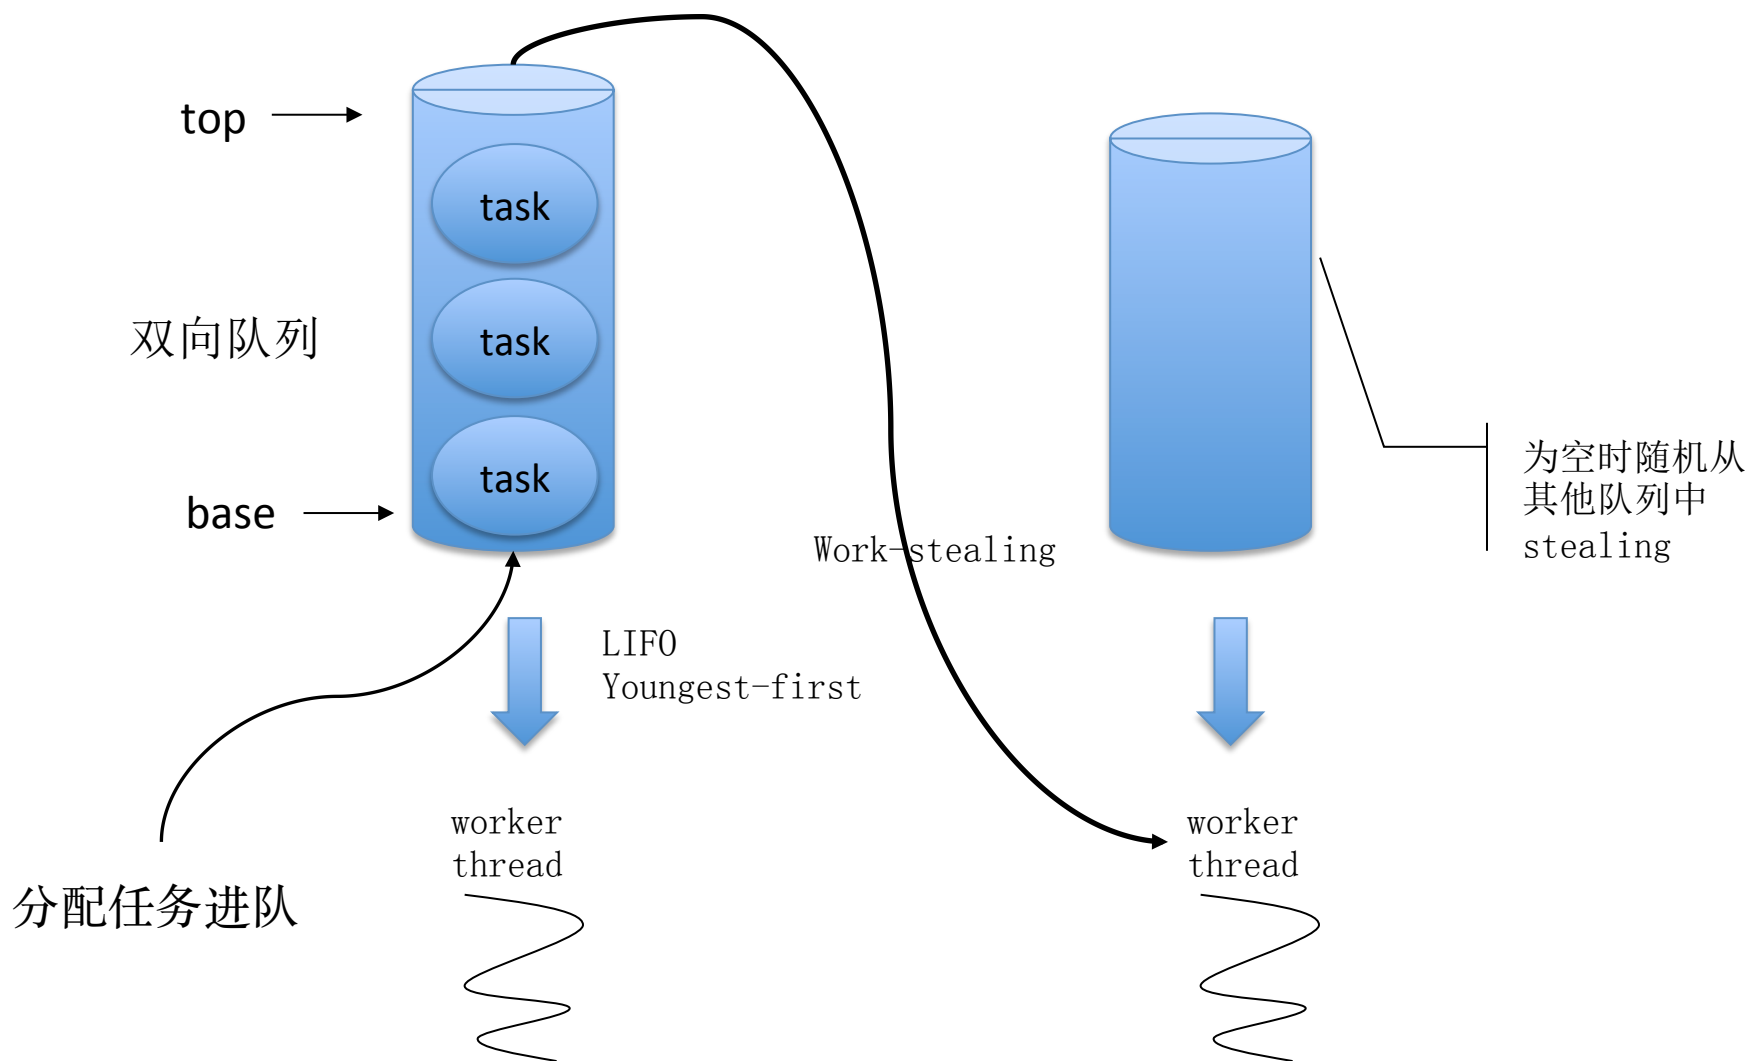 top
task
task
双向队列
task
base
为空时随机从
其他队列中
stealing
Work-stealing
LIFO
Youngest-first
worker
thread
worker
thread
分配任务进队